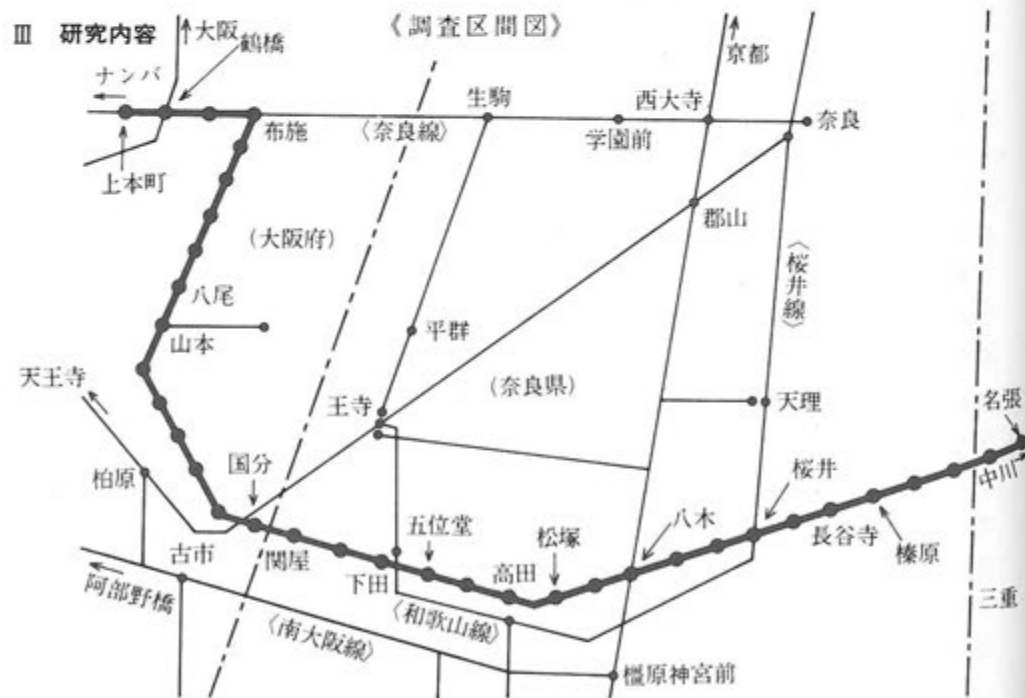 III 研究内容
《調査区間図》
大阪
鶴橋
ナンバ
上本町
布施
〈奈良線〉
生駒
学園前
西大寺
京都
奈良
(大阪府)
郡山
〈桜井線〉
八尾
山本
平群
天王寺
王寺
(奈良県)
天理
名張
中川
柏原
国分
桜井
古市
関屋
下田
五位堂
高田
松塚
八木
長谷寺
榛原
三重
阿部野橋
〈南大阪線〉
〈和歌山線〉
橿原神宮前